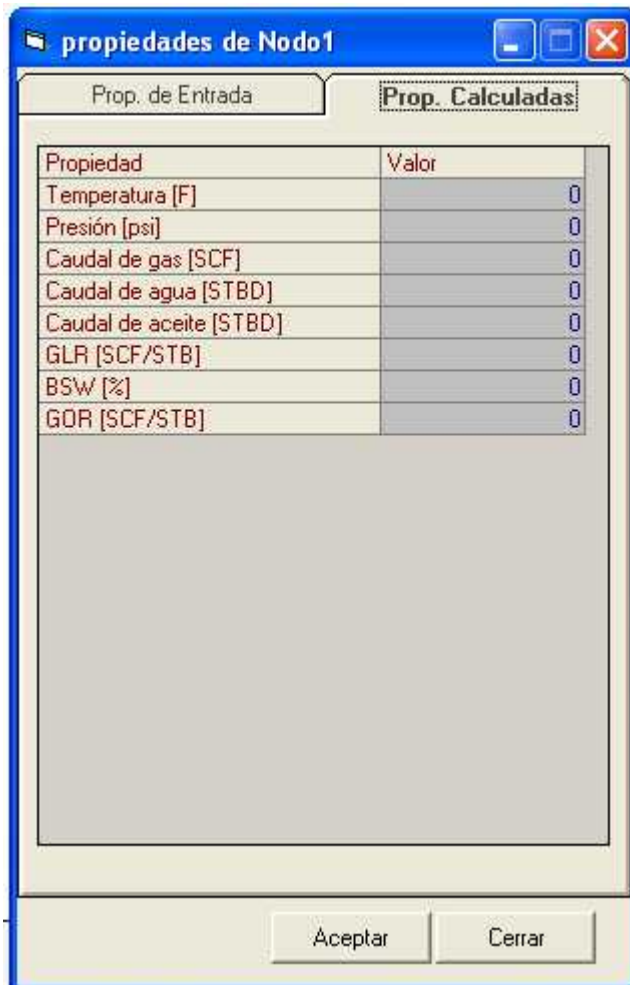 propiedades de Nodo1
Prop. de Entrada Prop. Calculadas
Propiedad Valor
Temperatura [F] 0
Presión [psi] 0
Caudal de gas [SCF] 0
Caudal de agua [STBD] 0
Caudal de aceite [STBD] 0
GLR [SCF/STB] 0
BSW [%] 0
GOR [SCF/STB] 0
Aceptar Cerrar